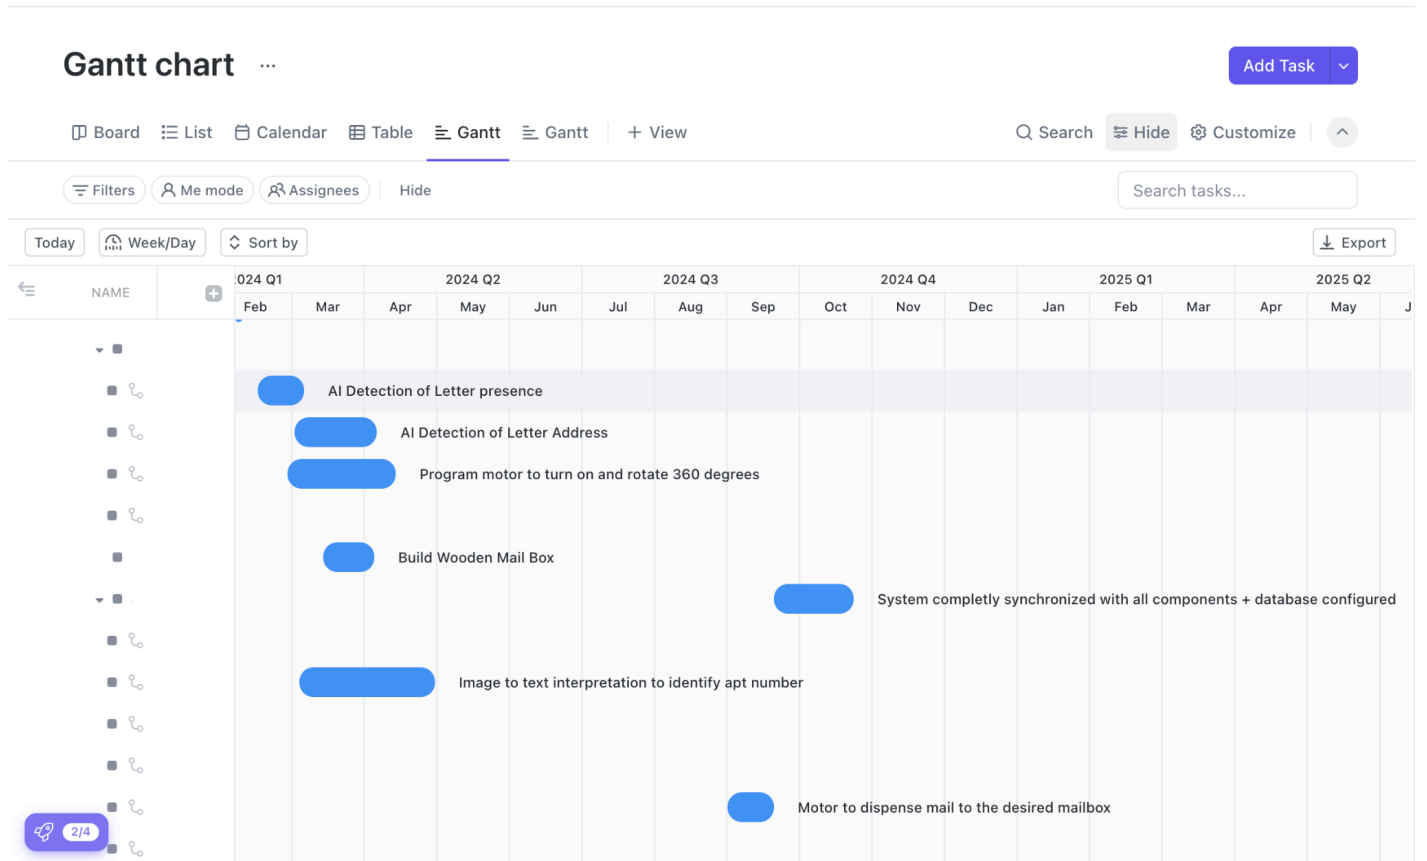 Gantt chart ...
Add Task
Board List Calendar Table Gantt Gantt + View Search Hide Customize
Filters Me mode Assignees Hide Search tasks...
Today Week/Day Sort by Export
NAME
024 Q1 2024 Q2 2024 Q3 2024 Q4 2025 Q1 2025 Q2
Feb Mar Apr May Jun Jul Aug Sep Oct Nov Dec Jan Feb Mar Apr May J
AI Detection of Letter presence
AI Detection of Letter Address
Program motor to turn on and rotate 360 degrees
Build Wooden Mail Box
System completly synchronized with all components + database configured
Image to text interpretation to identify apt number
Motor to dispense mail to the desired mailbox
2/4